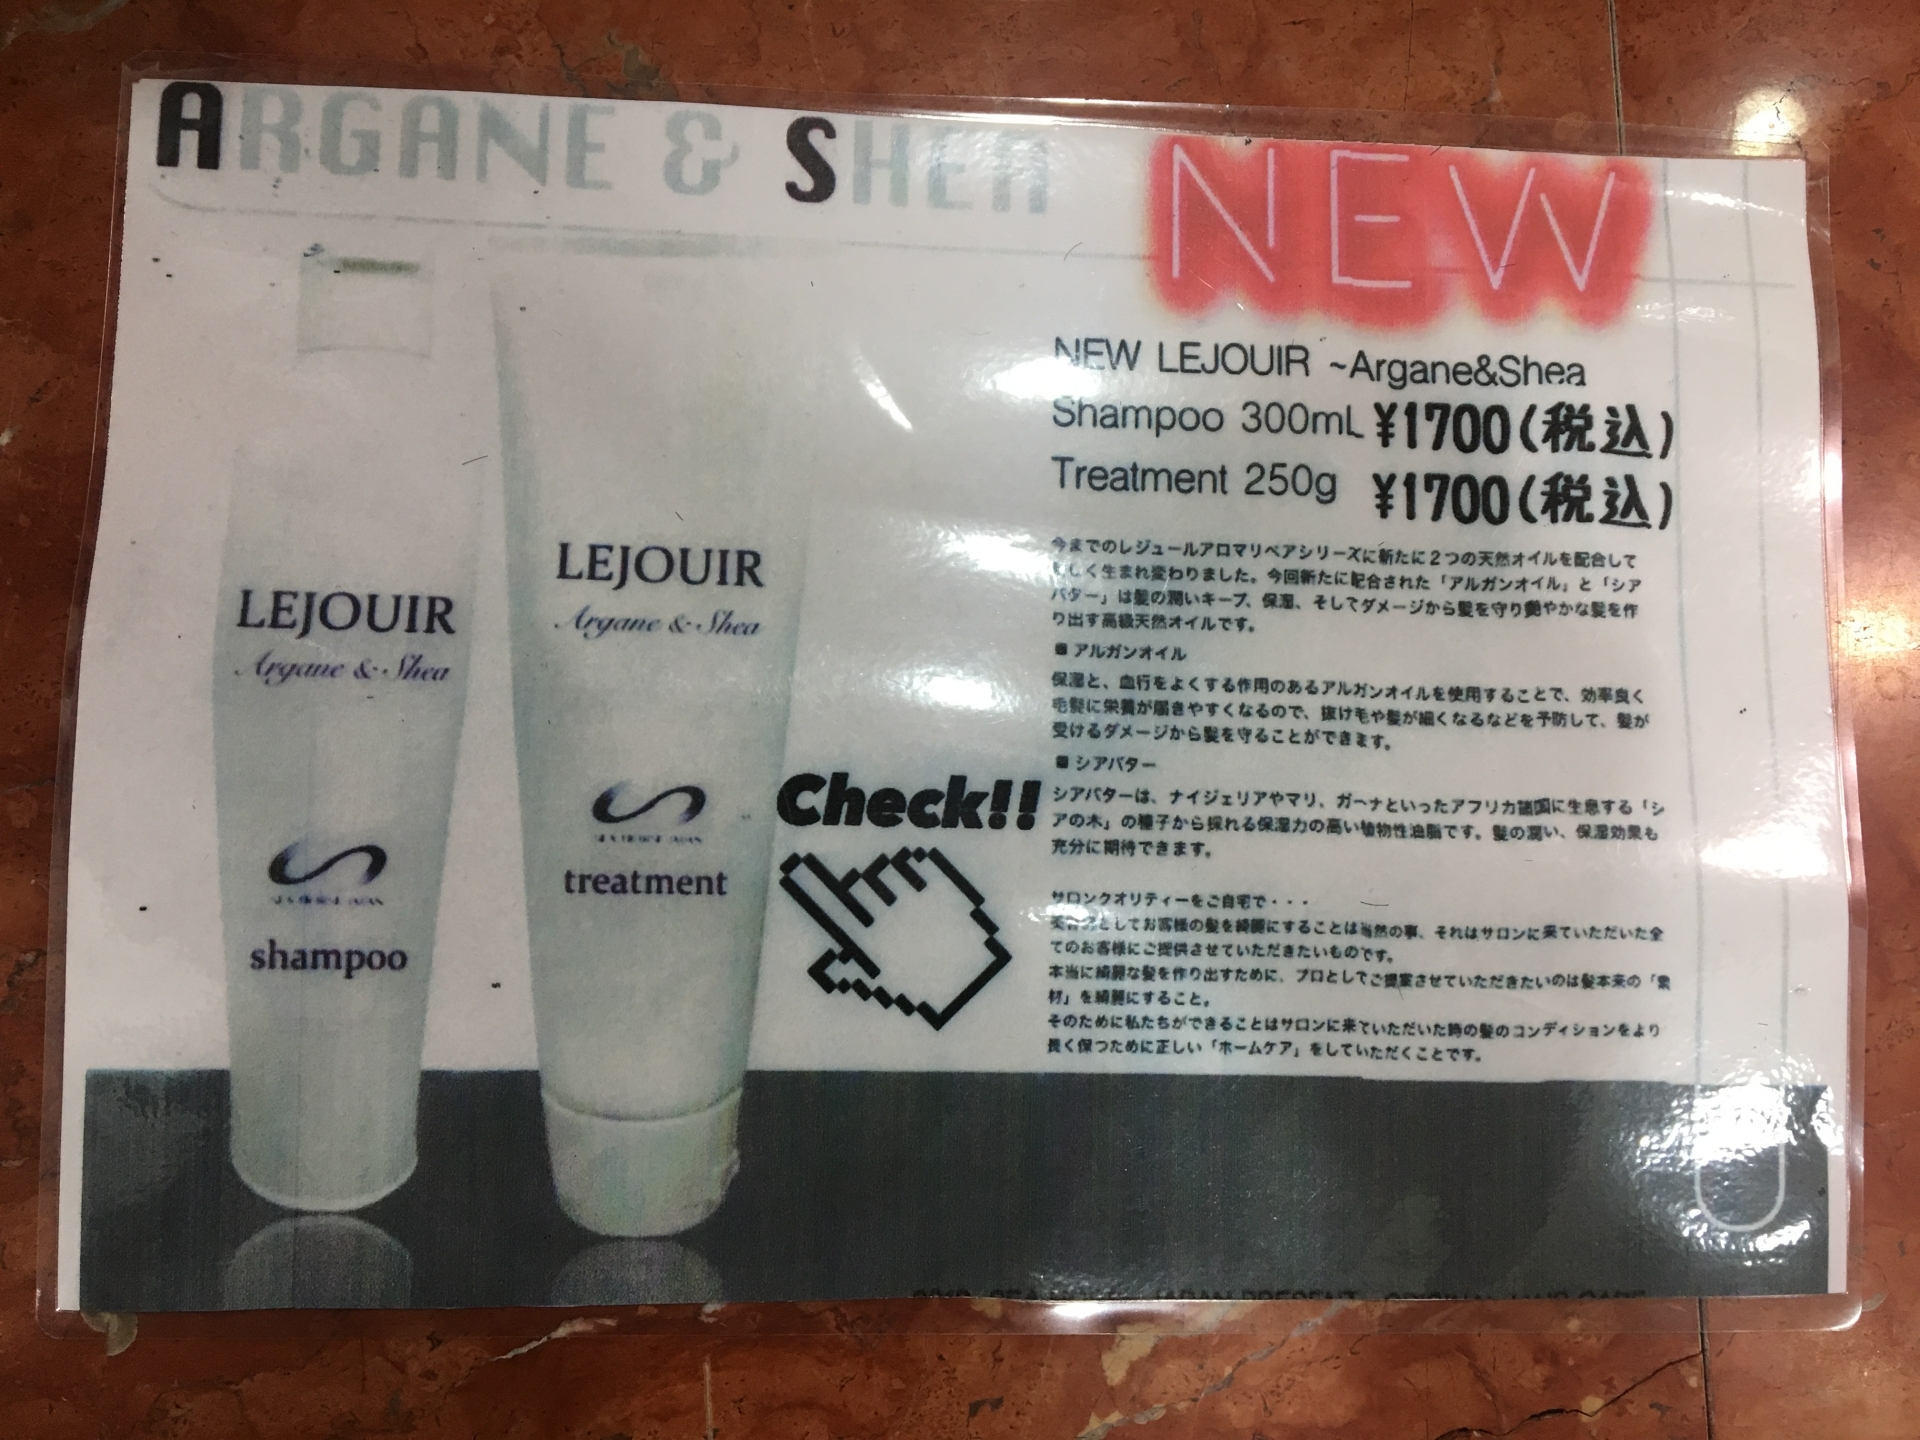 ARGANE & SHEA
NEW
NEW LEJOUIR ~Argane&Shea
Shampoo 300mL ¥1700(税込)
Treatment 250g ¥1700(税込)
今までのレジュールアロマリペアシリーズに新たに2つの天然オイルを配合して
新しく生まれ変わりました。今回新たに配合された「アルガンオイル」と「シア
バター」は髪の潤いキープ、保湿、そしてダメージから髪を守り艶やかな髪を作
り出す高級天然オイルです。
■ アルガンオイル
保湿と、血行をよくする作用のあるアルガンオイルを使用することで、効率良く
毛髪に栄養が届きやすくなるので、抜け毛や髪が細くなるなどを予防して、髪が
受けるダメージから髪を守ることができます。
■ シアバター
シアバターは、ナイジェリアやマリ、ガーナといったアフリカ諸国に生息する「シ
アの木」の種子から採れる保湿力の高い植物性油脂です。髪の潤い、保湿効果も
充分に期待できます。
サロンクオリティーをご自宅で・・・
美容師としてお客様の髪を綺麗にすることは当然の事、それはサロンに来ていただいた全
てのお客様にご提供させていただきたいものです。
本当に綺麗な髪を作り出すために、プロとしてご提案させていただきたいのは髪本来の「素
材」を綺麗にすること。
そのために私たちができることはサロンに来ていただいた時の髪のコンディションをより
長く保つために正しい「ホームケア」をしていただくことです。
Check!!
LEJOUIR
Argane & Shea
shampoo
LEJOUIR
Argane & Shea
treatment